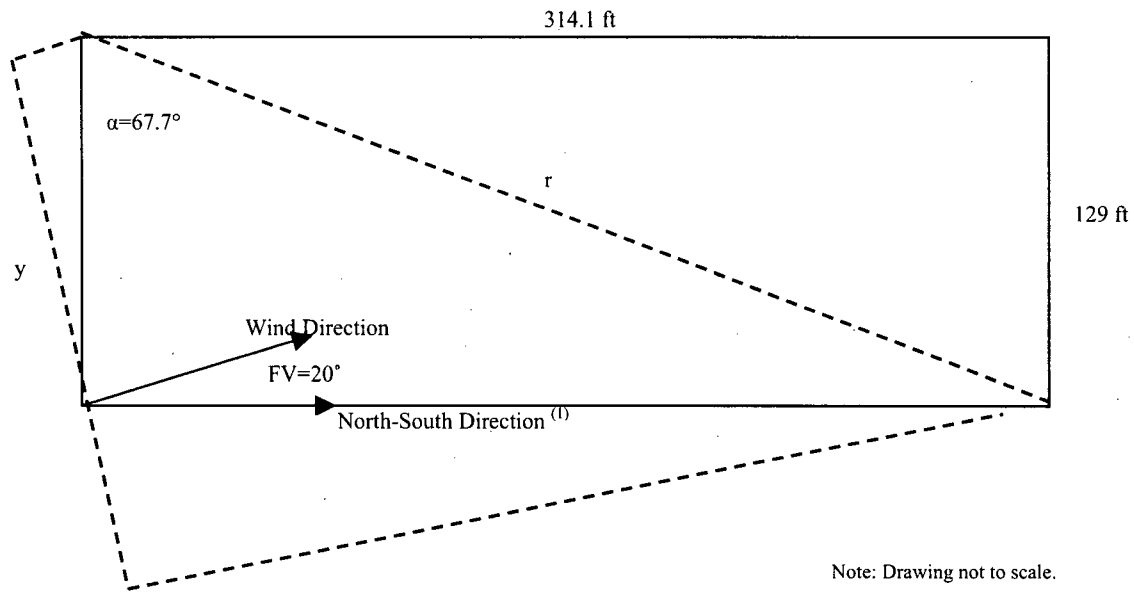 314.1 ft
α=67.7°
r
129 ft
y
Wind Direction
FV=20°
North-South Direction (1)
Note: Drawing not to scale.